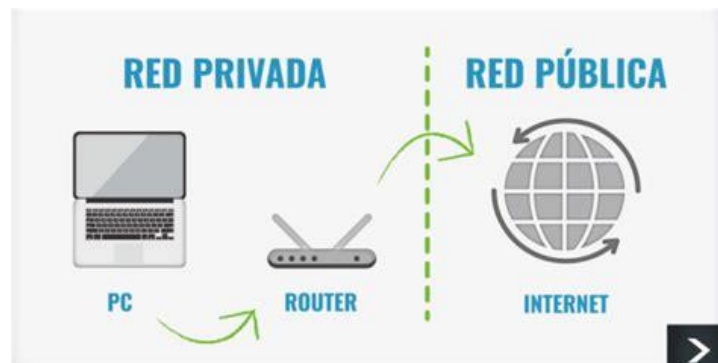 RED PRIVADA
RED PÚBLICA
PC
ROUTER
INTERNET